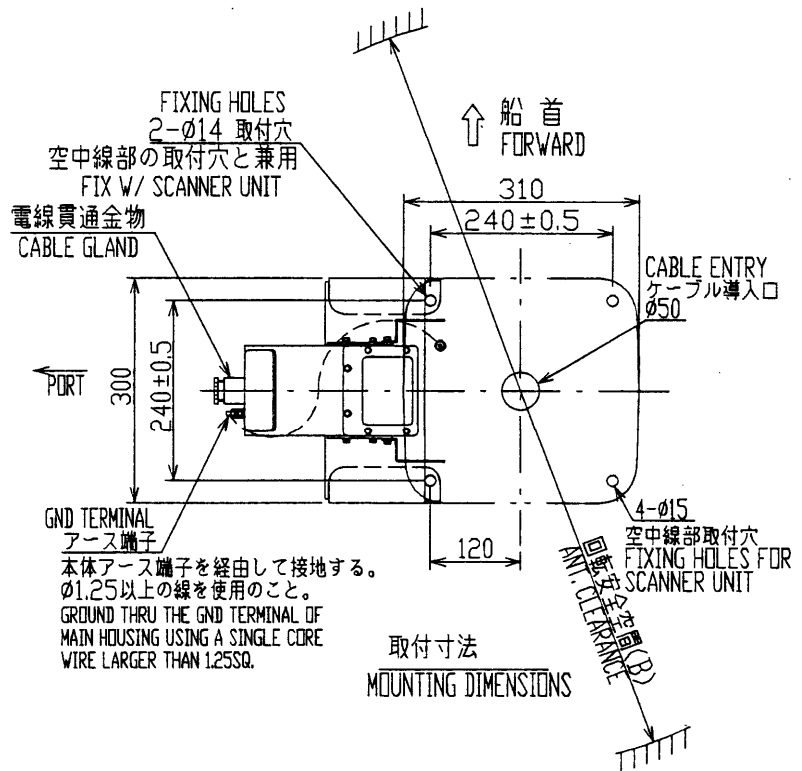 FIXING HOLES
2-Ø14 取付穴
空中線部の取付穴と兼用
FIX W/ SCANNER UNIT
電線貫通金物
CABLE GLAND
船首
FORWARD
310
240±0.5
CABLE ENTRY
ケーブル導入口
Ø50
PORT
300
240±0.5
GND TERMINAL
アース端子
本体アース端子を経由して接地する。
Ø1.25以上の線を使用のこと。
GROUND THRU THE GND TERMINAL OF
MAIN HOUSING USING A SINGLE CORE
WIRE LARGER THAN 1.25SQ.
120
4-Ø15
空中線部取付穴
FIXING HOLES FOR
SCANNER UNIT
回転安全空間(B)
ANT. CLEARANCE
取付寸法
MOUNTING DIMENSIONS